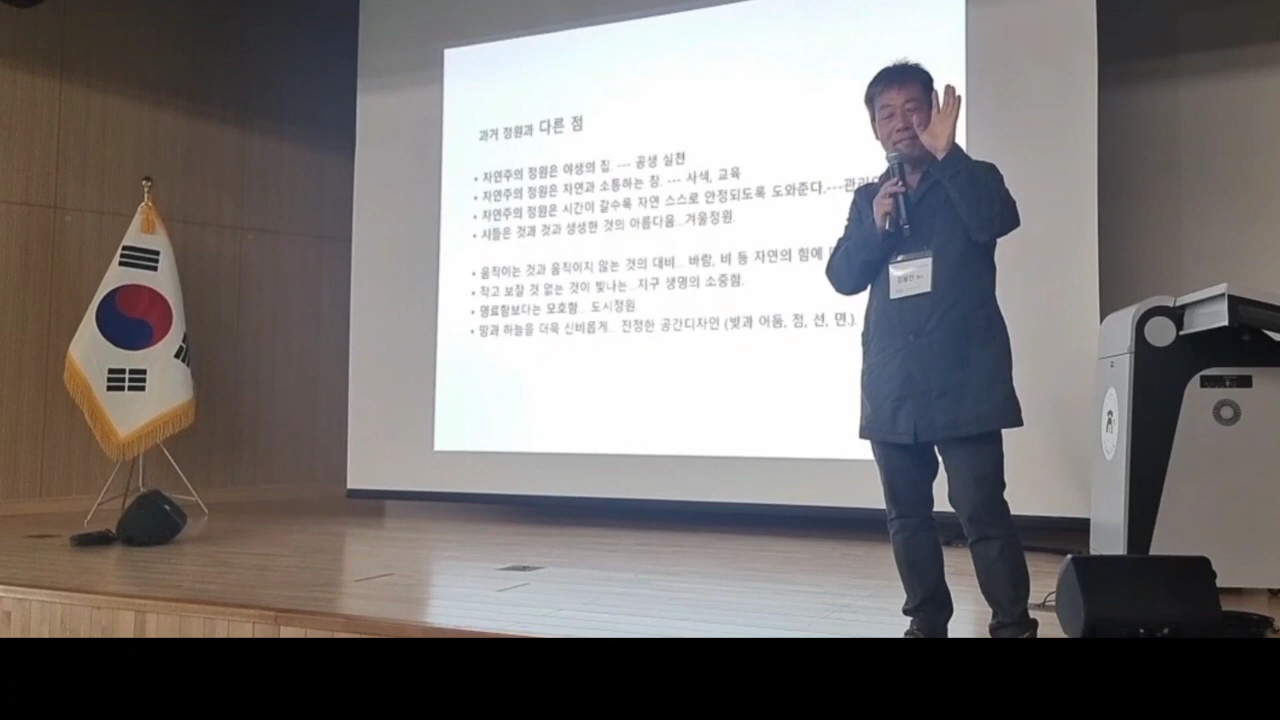 과거 정원과 다른 점
• 자연주의 정원은 야생의 집. --- 공생 실천
• 자연주의 정원은 자연과 소통하는 창. --- 사색, 교육
• 자연주의 정원은 시간이 갈수록 자연 스스로 안정되도록 도와준다.---관리
• 시들은 것과 것과 생생한 것의 아름다움...겨울정원.
• 움직이는 것과 움직이지 않는 것의 대비... 바람, 비 등 자연의 힘에
• 작고 보잘 것 없는 것이 빛나는...지구 생명의 소중함.
• 명료함보다는 모호함... 도시정원
• 땅과 하늘을 더욱 신비롭게... 진정한 공간디자인 (빛과 어둠, 점, 선, 면.).